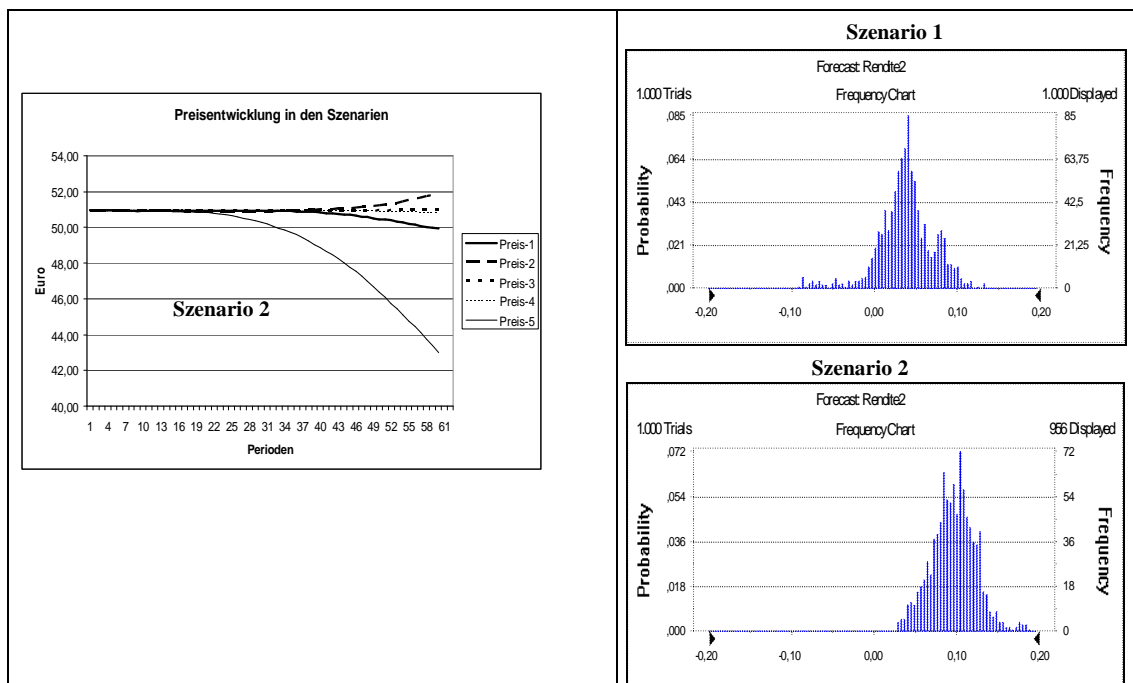 Preisentwicklung in den Szenarien
54,00
52,00
50,00
48,00
46,00
44,00
42,00
40,00
Euro
Szenario 2
1 4 7 10 13 16 19 22 25 28 31 34 37 40 43 46 49 52 55 58 61
Perioden
Preis-1
Preis-2
Preis-3
Preis-4
Preis-5
Szenario 1
Forecast: Rendite2
1.000 Trials Frequency Chart 1.000 Displayed
,085
,064
,043
,021
,000
Probability
85
63,75
42,5
21,25
0
Frequency
-0,20 -0,10 0,00 0,10 0,20
Szenario 2
Forecast: Rendite2
1.000 Trials Frequency Chart 956 Displayed
,072
,054
,036
,018
,000
Probability
72
54
36
18
0
Frequency
-0,20 -0,10 0,00 0,10 0,20